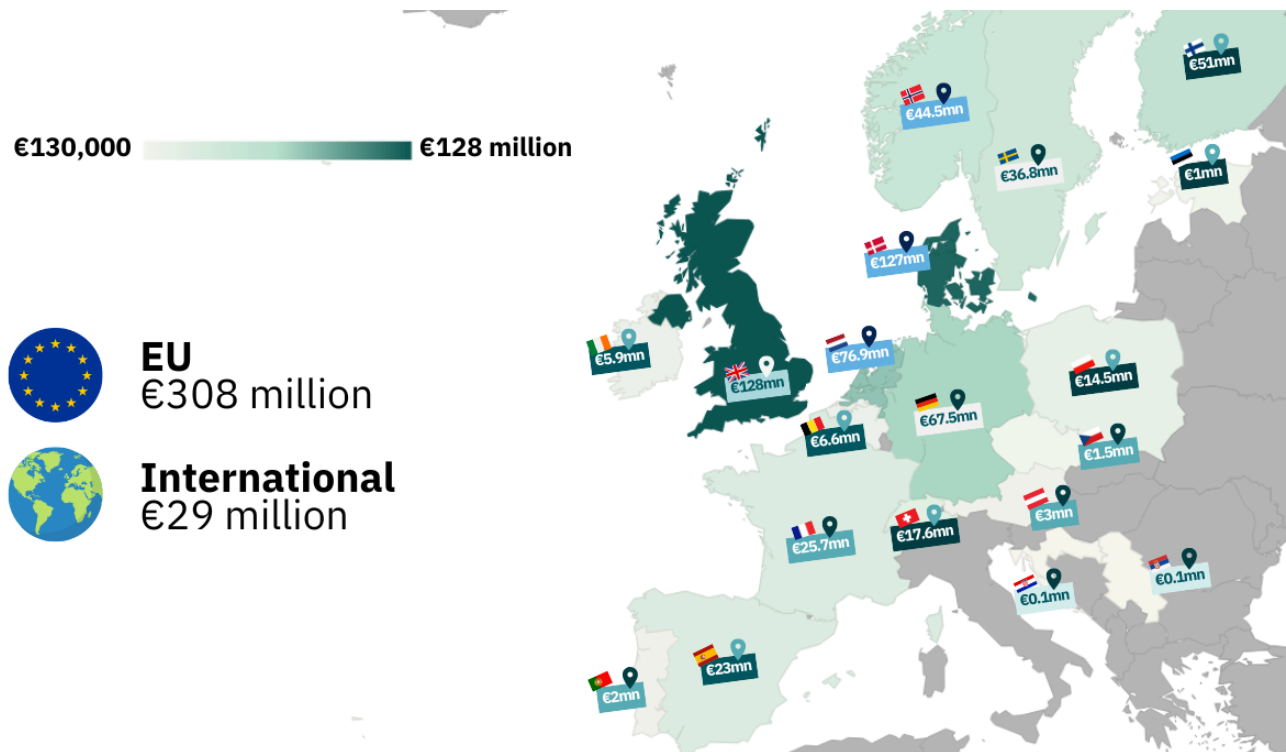 €51mn
€44.5mn
€130,000
€128 million
€36.8mn
€1mn
€127mn
EU
€308 million
€5.9mn
€76.9mn
€128mn
€14.5mn
€67.5mn
€6.6mn
€1.5mn
International
€29 million
€3mn
€17.6mn
€25.7mn
€0.1mn
€0.1mn
€23mn
€2mn